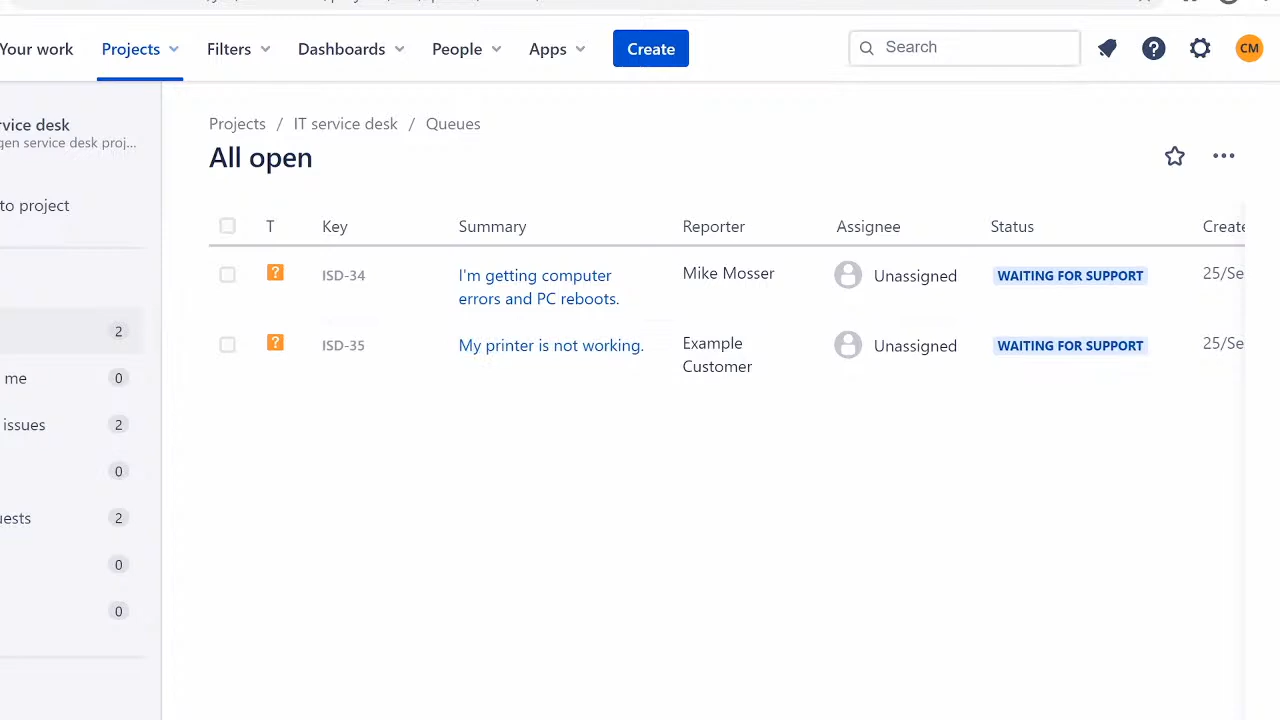 Your work Projects Filters Dashboards People Apps Create Search CM
rvice desk
gen service desk proj...
to project
2
me 0
issues 2
0
uests 2
0
0
Projects / IT service desk / Queues
All open
T Key Summary Reporter Assignee Status Create
? ISD-34 I'm getting computer errors and PC reboots. Mike Mosser Unassigned WAITING FOR SUPPORT 25/Se
? ISD-35 My printer is not working. Example Customer Unassigned WAITING FOR SUPPORT 25/Se